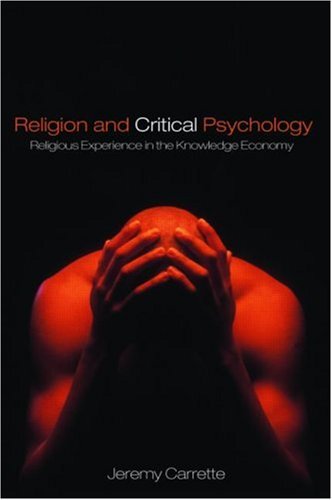 Religion and Critical Psychology
Religious Experience in the Knowledge Economy
Jeremy Carrette